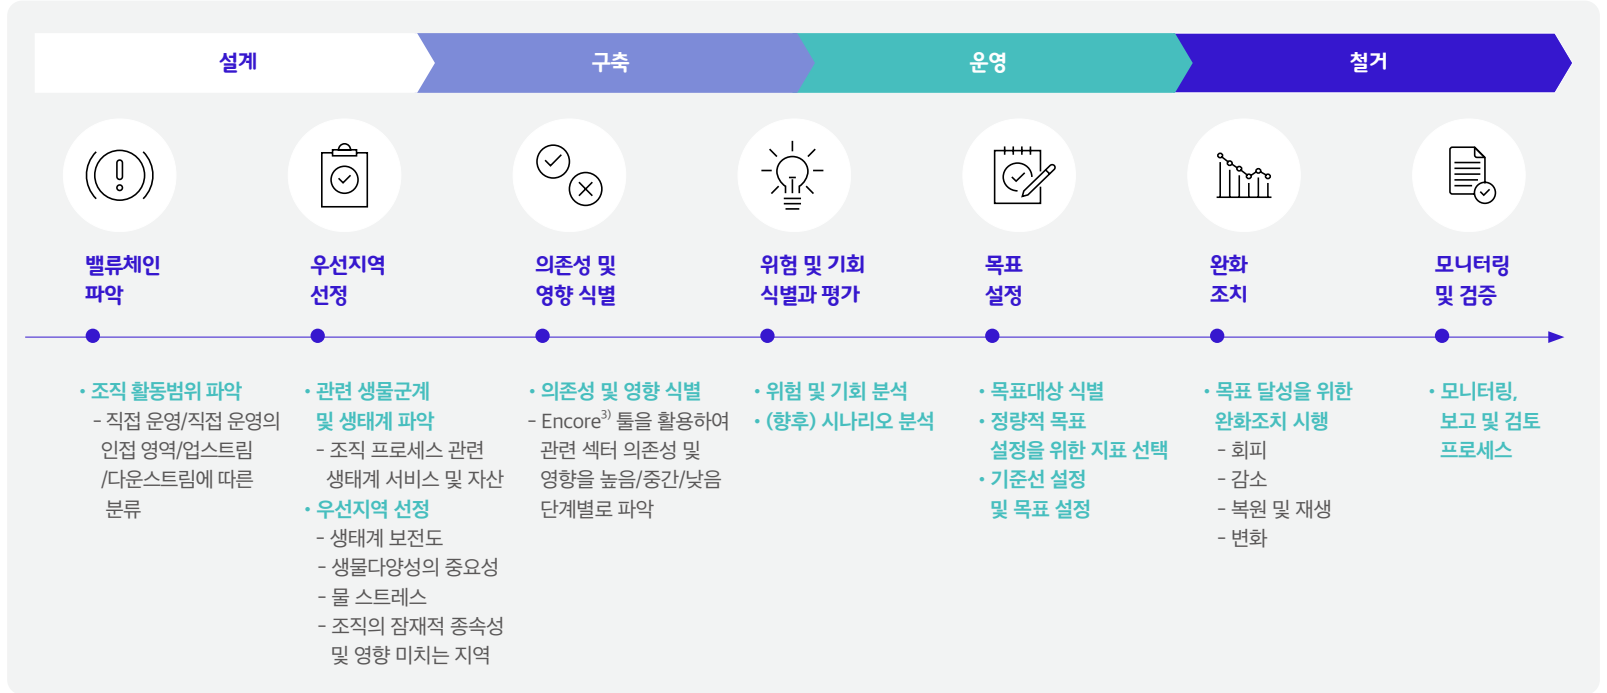 설계
구축
운영
철거
밸류체인
파악
우선지역
선정
의존성 및
영향 식별
위험 및 기회
식별과 평가
목표
설정
완화
조치
모니터링
및 검증
• 조직 활동범위 파악
- 직접 운영/직접 운영의
인접 영역/업스트림
/다운스트림에 따른
분류
• 관련 생물군계
및 생태계 파악
- 조직 프로세스 관련
생태계 서비스 및 자산
• 우선지역 선정
- 생태계 보전도
- 생물다양성의 중요성
- 물 스트레스
- 조직의 잠재적 종속성
및 영향 미치는 지역
• 의존성 및 영향 식별
- Encore3) 툴을 활용하여
관련 섹터 의존성 및
영향을 높음/중간/낮음
단계별로 파악
• 위험 및 기회 분석
• (향후) 시나리오 분석
• 목표대상 식별
• 정량적 목표
설정을 위한 지표 선택
• 기준선 설정
및 목표 설정
• 목표 달성을 위한
완화조치 시행
- 회피
- 감소
- 복원 및 재생
- 변화
• 모니터링,
보고 및 검토
프로세스